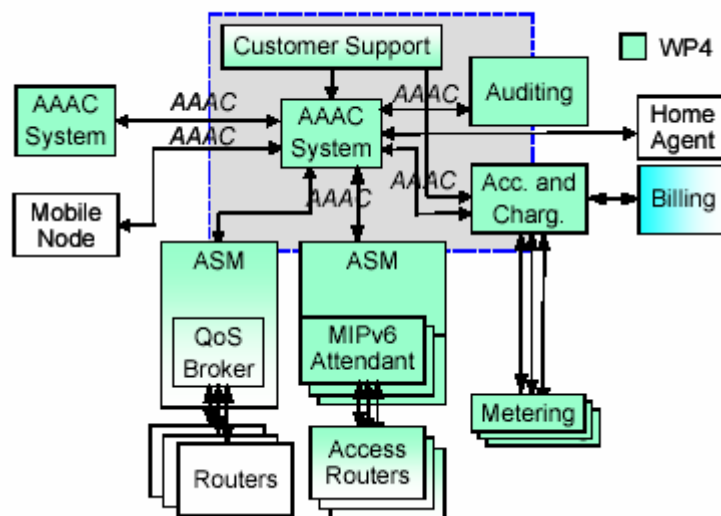 Customer Support
WP4
AAAC
System
AAAC
AAAC
AAAC
System
AAAC
Auditing
Home
Agent
Mobile
Node
AAAC
AAAC
Acc. and
Charg.
Billing
ASM
ASM
QoS
Broker
MIPv6
Attendant
Metering
Routers
Access
Routers